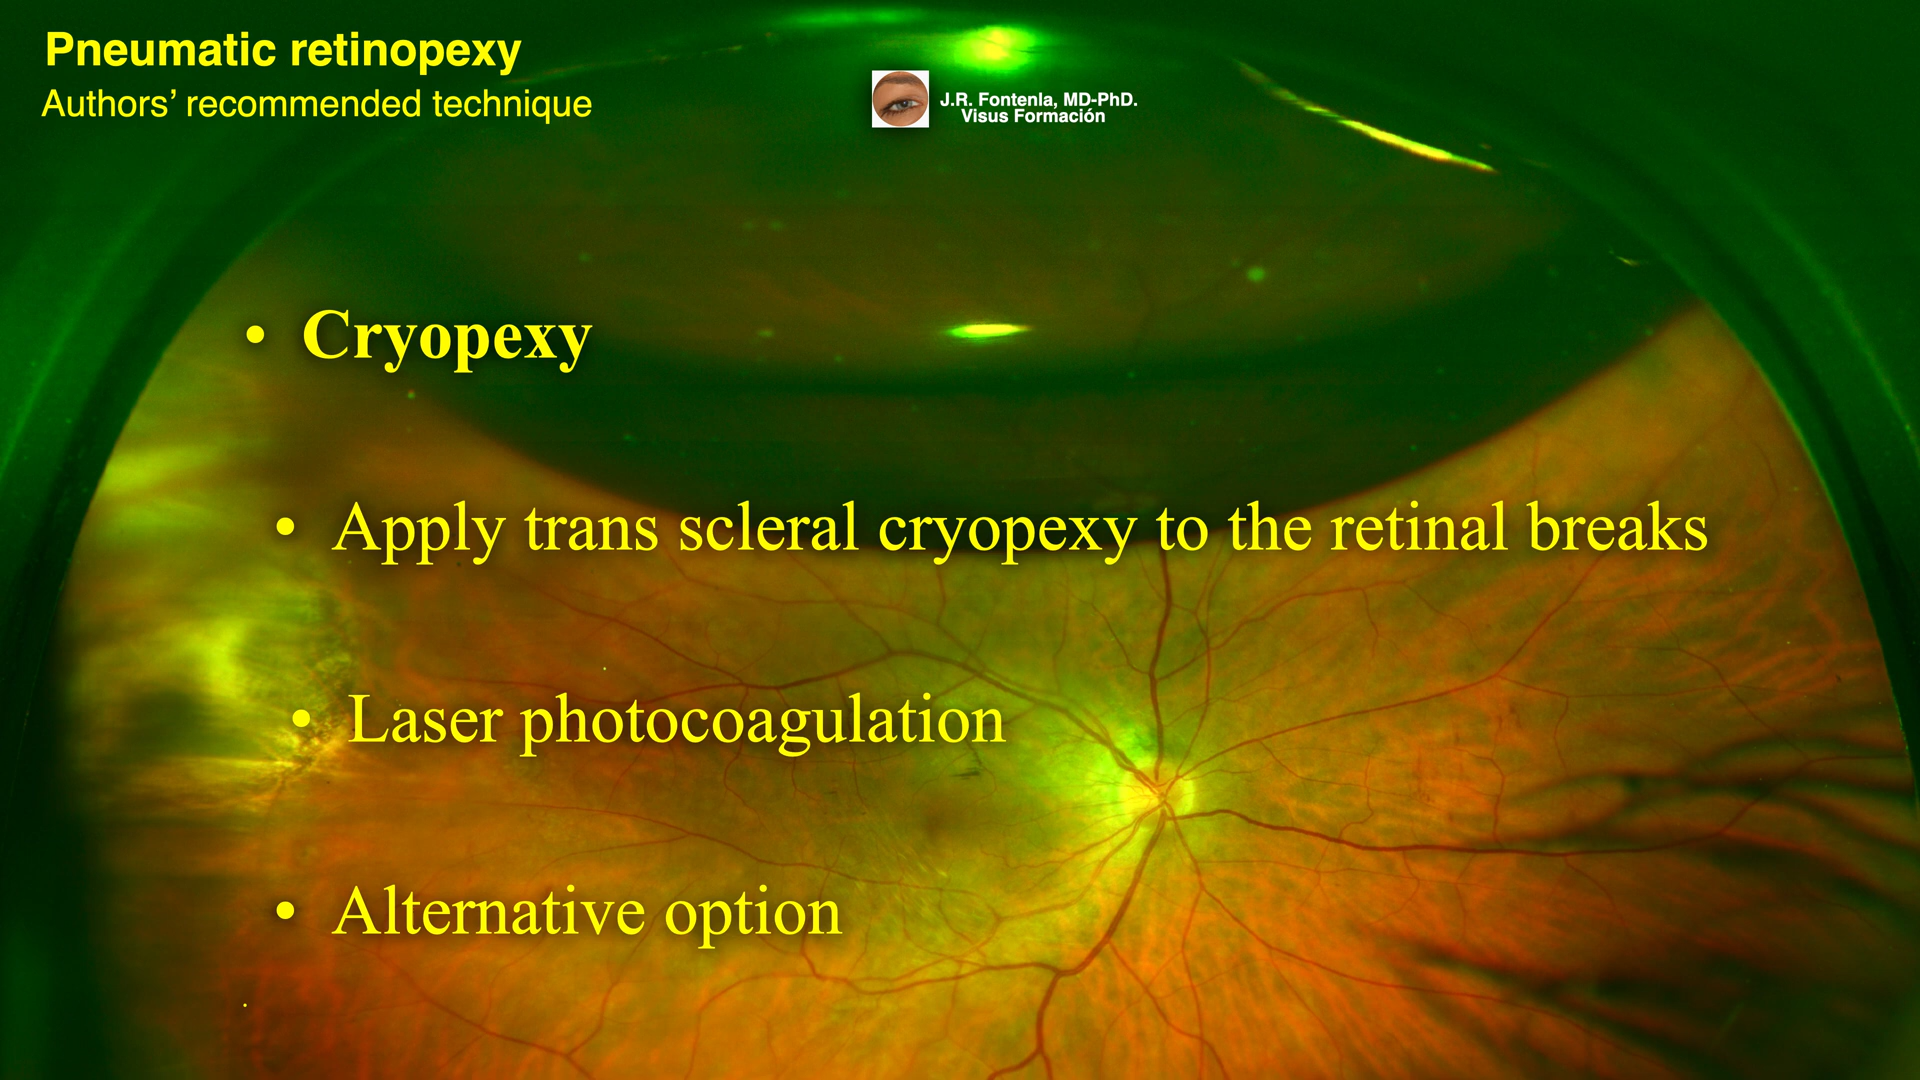 Pneumatic retinopexy
Authors’ recommended technique
J.R. Fontenla, MD-PhD.
Visus Formación
• Cryopexy
• Apply trans scleral cryopexy to the retinal breaks
• Laser photocoagulation
• Alternative option